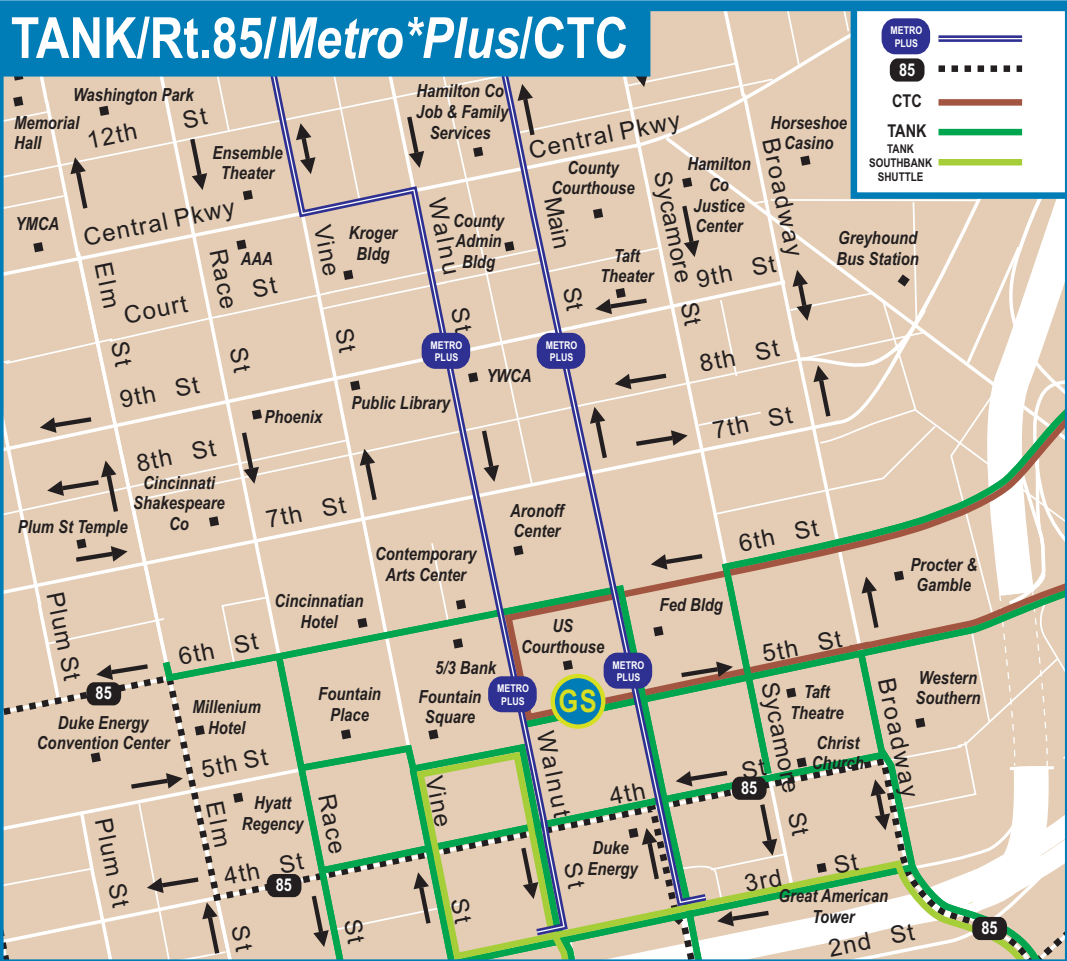 TANK/Rt.85/Metro*Plus/CTC
METRO
PLUS
85
CTC
TANK
TANK
SOUTHBANK
SHUTTLE
Washington Park
Memorial
Hall
12th St
Ensemble
Theater
Hamilton Co
Job & Family
Services
Central Pkwy
Horseshoe
Casino
County
Courthouse
Hamilton
Co
Justice
Center
Broadway
Sycamore St
YMCA
Central Pkwy
Walnu St
Main St
County
Admin
Bldg
Kroger
Bldg
Vine St
AAA
Race St
Elm St
Court St
Taft
Theater
9th St
Greyhound
Bus Station
METRO
PLUS
METRO
PLUS
8th St
YWCA
9th St
Public Library
Phoenix
7th St
8th St
Cincinnati
Shakespeare
Co
7th St
Plum St Temple
Aronoff
Center
6th St
Contemporary
Arts Center
Procter &
Gamble
Plum St
Cincinnatian
Hotel
Fed Bldg
US
Courthouse
5th St
6th St
5/3 Bank
METRO
PLUS
METRO
PLUS
GS
85
Fountain
Place
Fountain
Square
Millenium
Hotel
Duke Energy
Convention Center
Taft
Theatre
Western
Southern
Sycamore St
Broadway
Christ
Church
Walnut St
5th St
4th St
85
Hyatt
Regency
Elm St
Race St
Vine St
Plum St
Duke
Energy
4th St
85
3rd St
Great American
Tower
85
2nd St